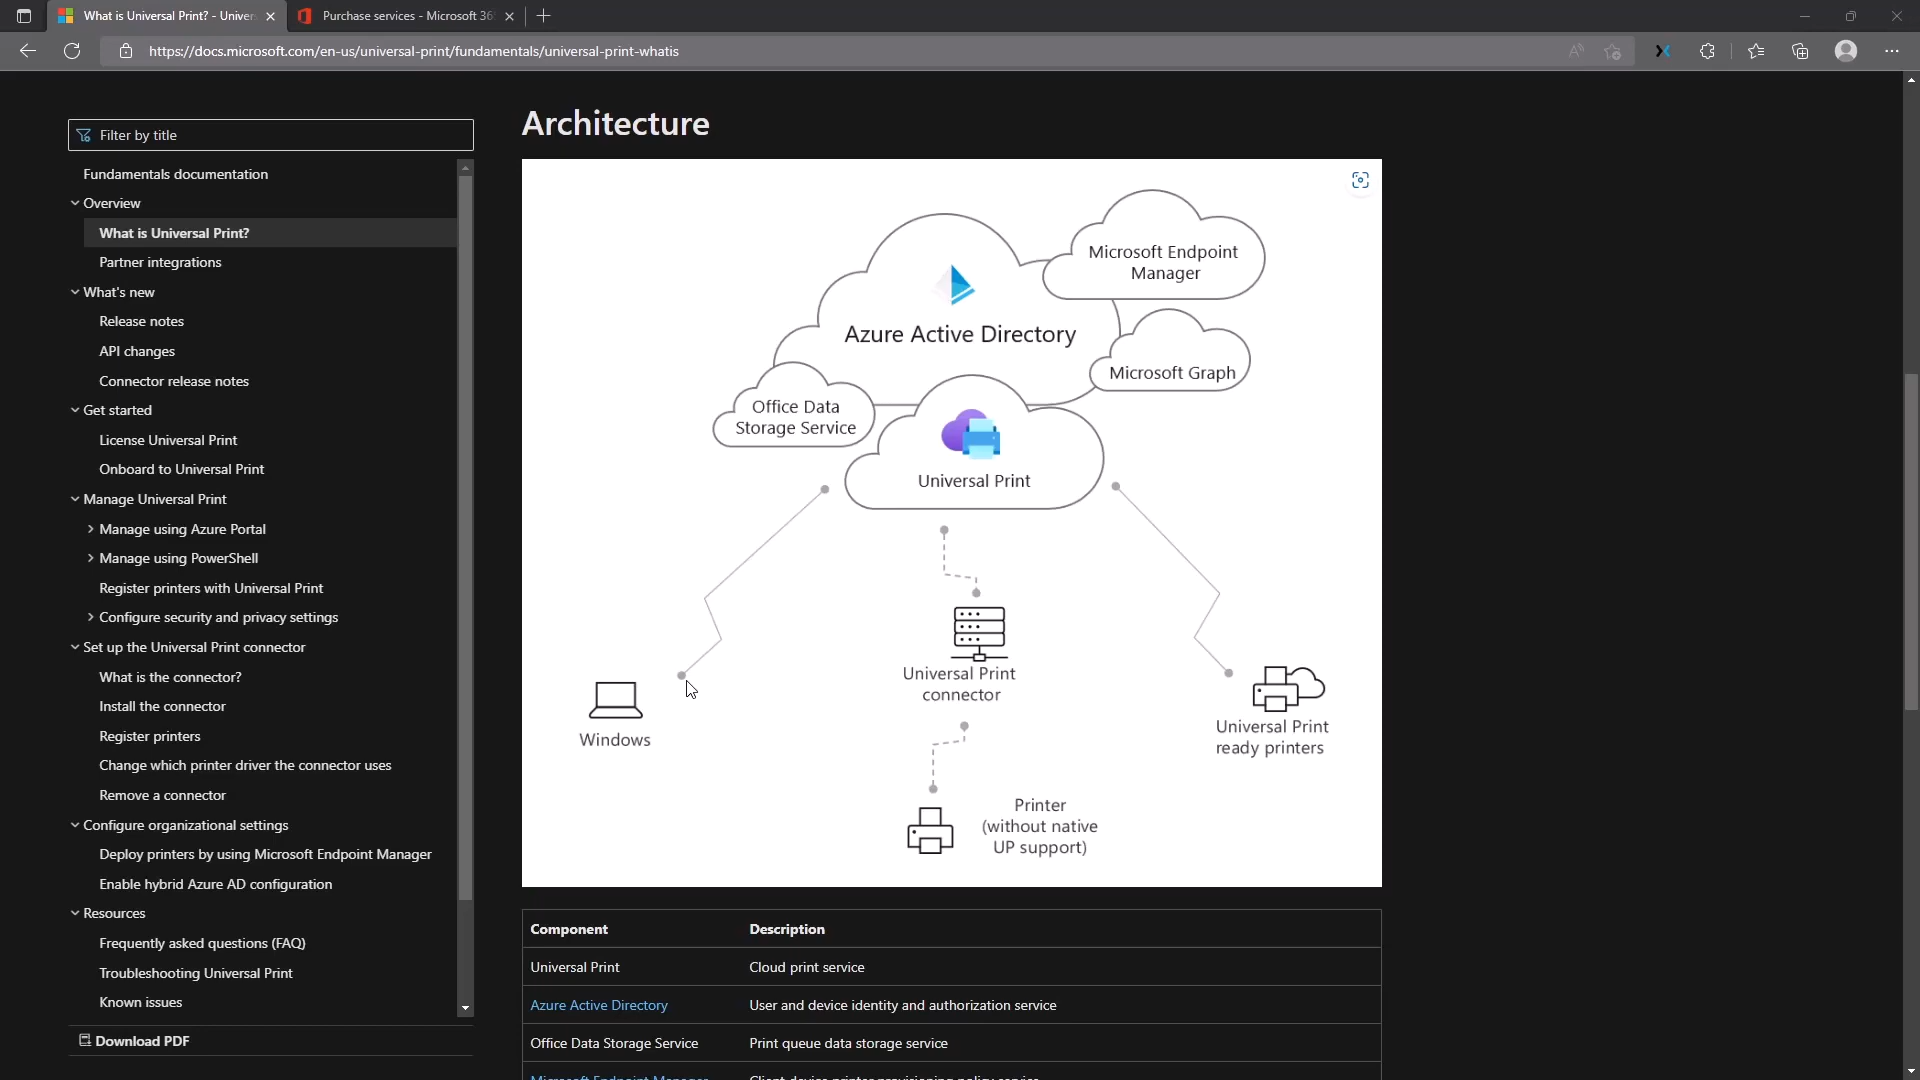 What is Universal Print? - Univer
Purchase services - Microsoft 36
https://docs.microsoft.com/en-us/universal-print/fundamentals/universal-print-whatis
Filter by title
Fundamentals documentation
Overview
What is Universal Print?
Partner integrations
What's new
Release notes
API changes
Connector release notes
Get started
License Universal Print
Onboard to Universal Print
Manage Universal Print
Manage using Azure Portal
Manage using PowerShell
Register printers with Universal Print
Configure security and privacy settings
Set up the Universal Print connector
What is the connector?
Install the connector
Register printers
Change which printer driver the connector uses
Remove a connector
Configure organizational settings
Deploy printers by using Microsoft Endpoint Manager
Enable hybrid Azure AD configuration
Resources
Frequently asked questions (FAQ)
Troubleshooting Universal Print
Known issues
Download PDF
Architecture
Microsoft Endpoint
Manager
Azure Active Directory
Microsoft Graph
Office Data
Storage Service
Universal Print
Universal Print
connector
Windows
Universal Print
ready printers
Printer
(without native
UP support)
Component Description
Universal Print Cloud print service
Azure Active Directory User and device identity and authorization service
Office Data Storage Service Print queue data storage service
Microsoft Endpoint Manager Client device printer provisioning policy service